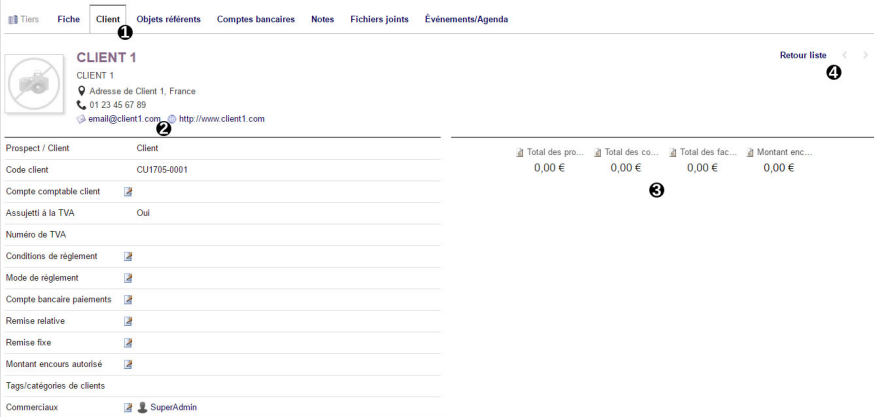 Tiers Fiche Client Objets référents Comptes bancaires Notes Fichiers joints Événements/Agenda
1
CLIENT 1
Retour liste
CLIENT 1
4
Adresse de Client 1, France
01 23 45 67 89
email@client1.com @ http://www.client1.com
2
Prospect / Client Client
Total des pro... Total des co... Total des fac... Montant enc...
Code client CU1705-0001
0,00 € 0,00 € 0,00 € 0,00 €
Compte comptable client
3
Assujetti à la TVA Oui
Numéro de TVA
Conditions de règlement
Mode de règlement
Compte bancaire paiements
Remise relative
Remise fixe
Montant encours autorisé
Tags/catégories de clients
Commerciaux SuperAdmin